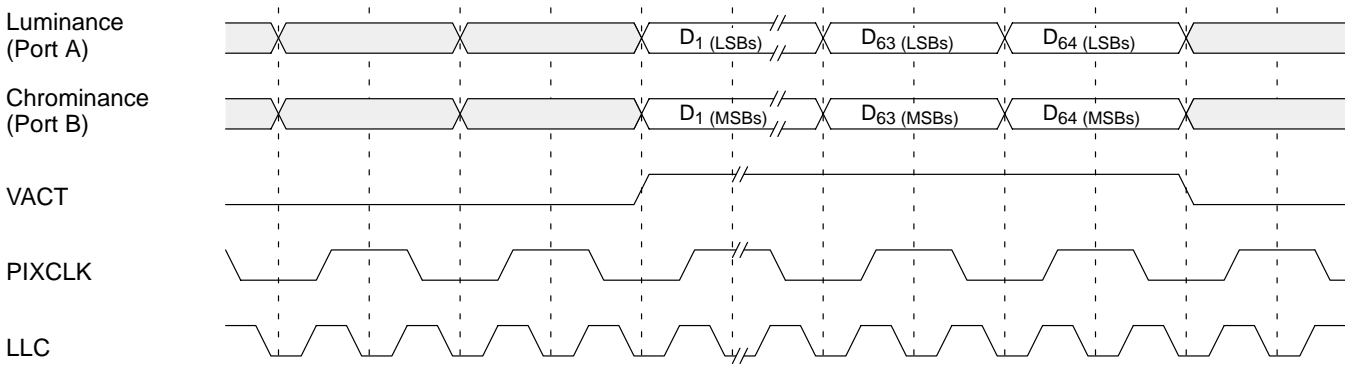 Luminance
(Port A)
D1 (LSBs) D63 (LSBs) D64 (LSBs)
Chrominance
(Port B)
D1 (MSBs) D63 (MSBs) D64 (MSBs)
VACT
PIXCLK
LLC